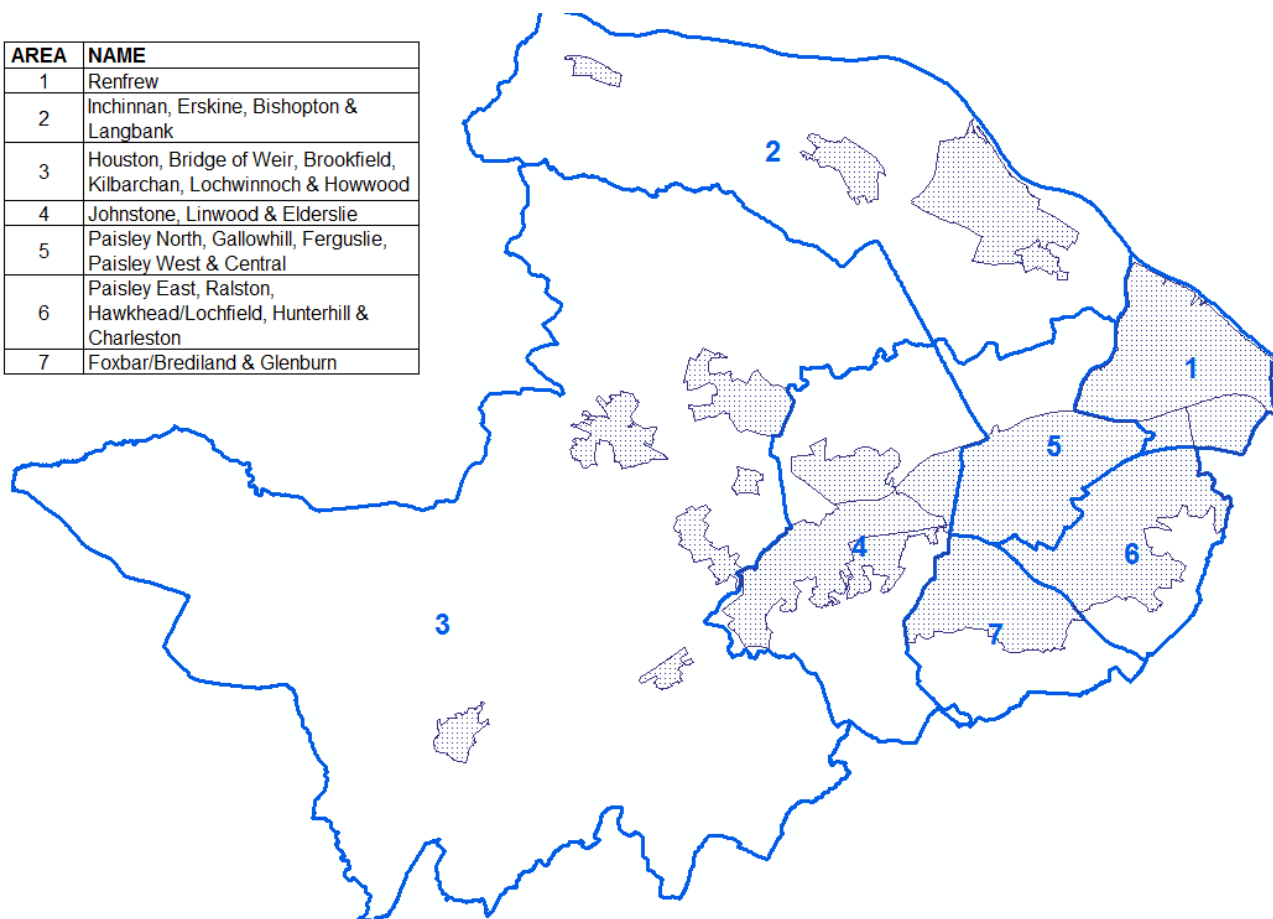 AREA NAME
1 Renfrew
2 Inchinnan, Erskine, Bishopton &
Langbank
3 Houston, Bridge of Weir, Brookfield,
Kilbarchan, Lochwinnoch & Howwood
4 Johnstone, Linwood & Elderslie
5 Paisley North, Gallowhill, Ferguslie,
Paisley West & Central
6 Paisley East, Ralston,
Hawkhead/Lochfield, Hunterhill &
Charleston
7 Foxbar/Brediland & Glenburn
2
1
5
4
6
3
7